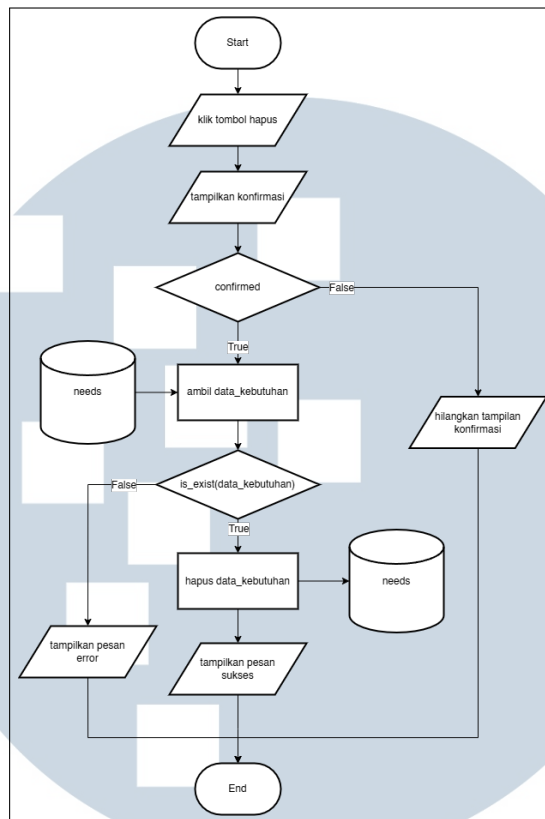 Start
klik tombol hapus
tampilkan konfirmasi
confirmed
False
True
needs
ambil data_kebutuhan
hilangkan tampilan
konfirmasi
is_exist(data_kebutuhan)
False
True
hapus data_kebutuhan
needs
tampilkan pesan
error
tampilkan pesan
sukses
End